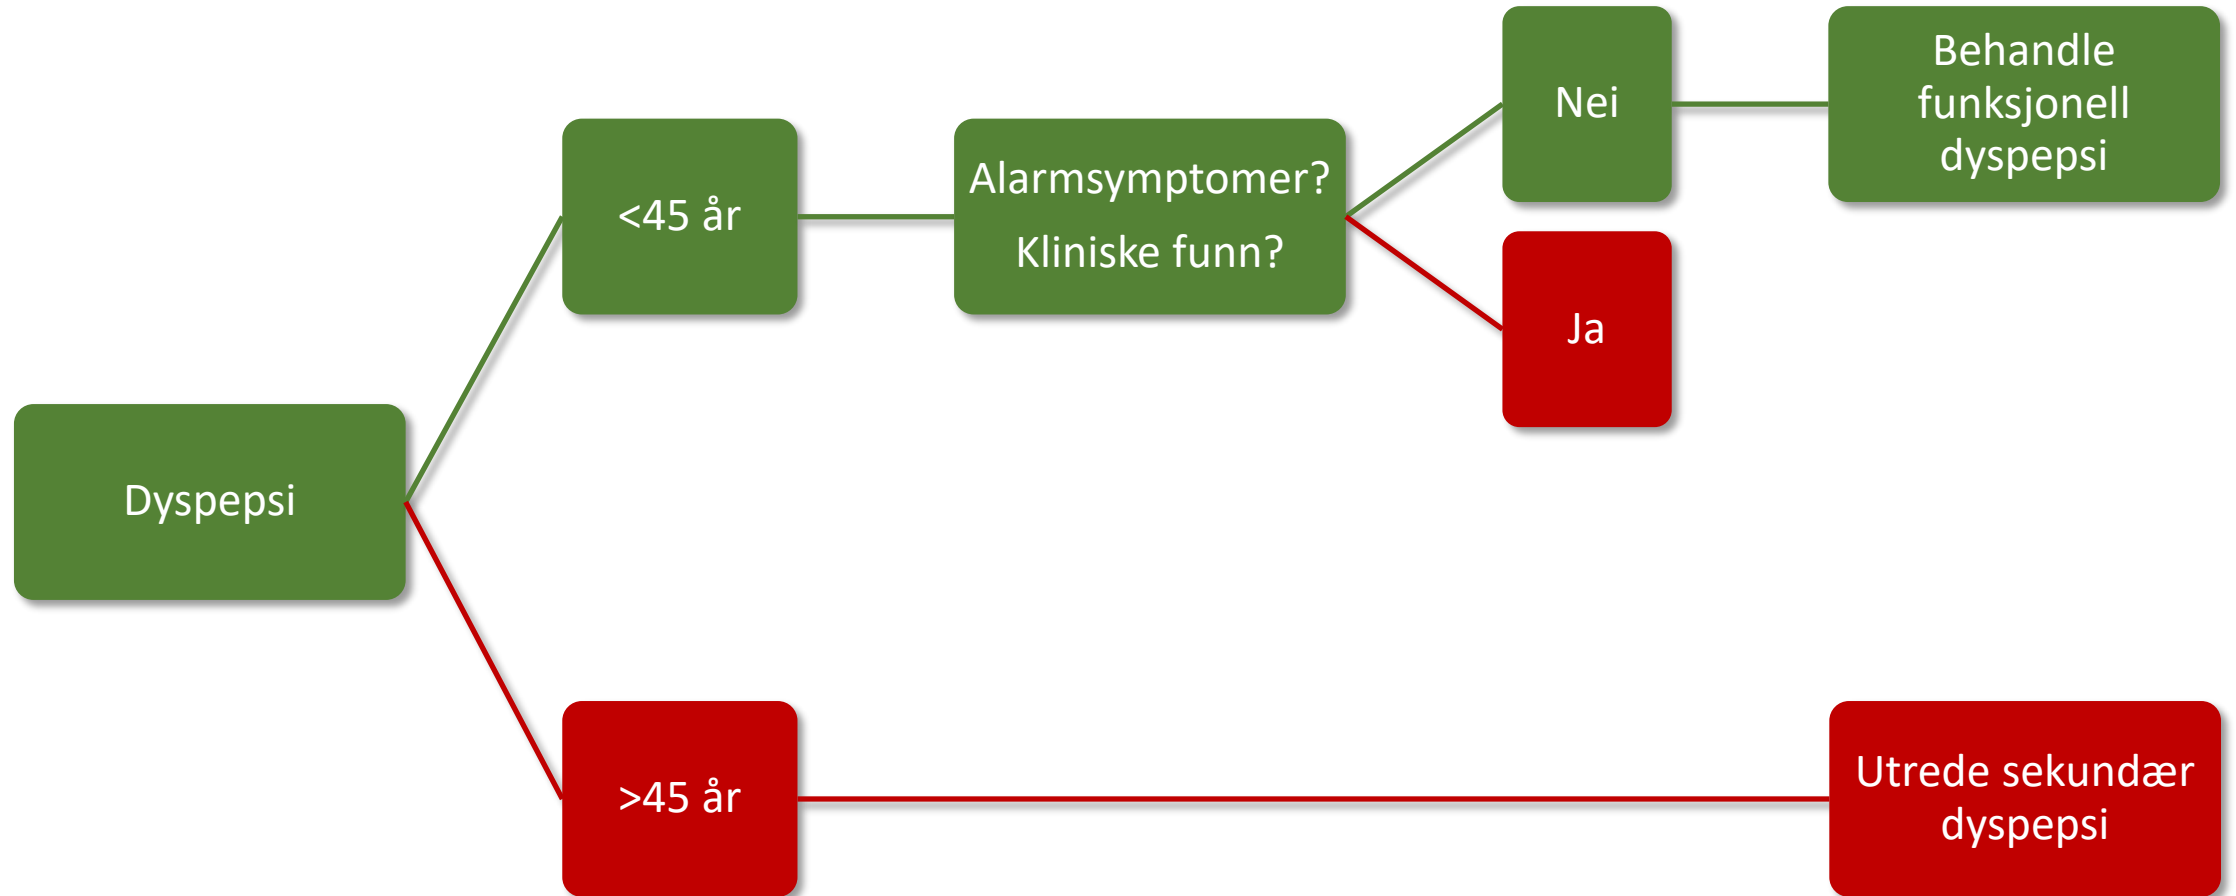 Dyspepsi
<45 år
Alarmsymptomer?
Kliniske funn?
Nei
Behandle
funksjonell
dyspepsi
Ja
>45 år
Utrede sekundær
dyspepsi